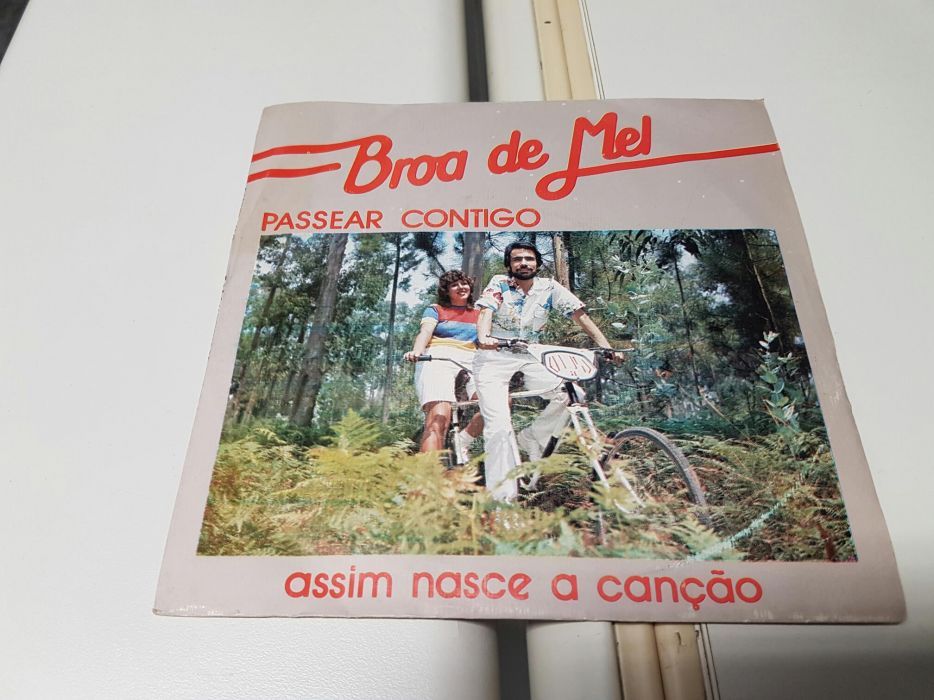 Broa de Mel
PASSEAR CONTIGO
assim nasce a canção